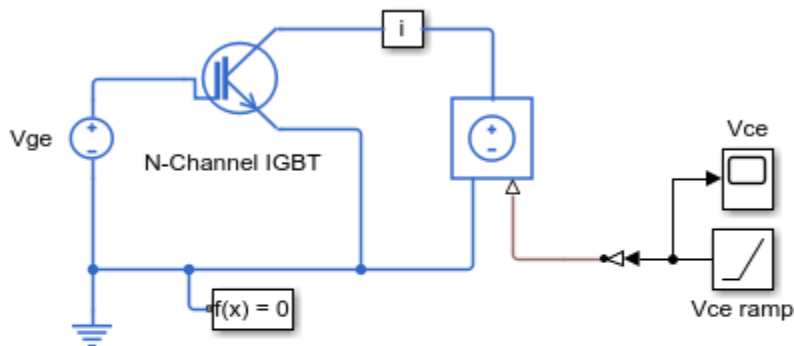 i
Vge
N-Channel IGBT
Vce
f(x) = 0
Vce ramp